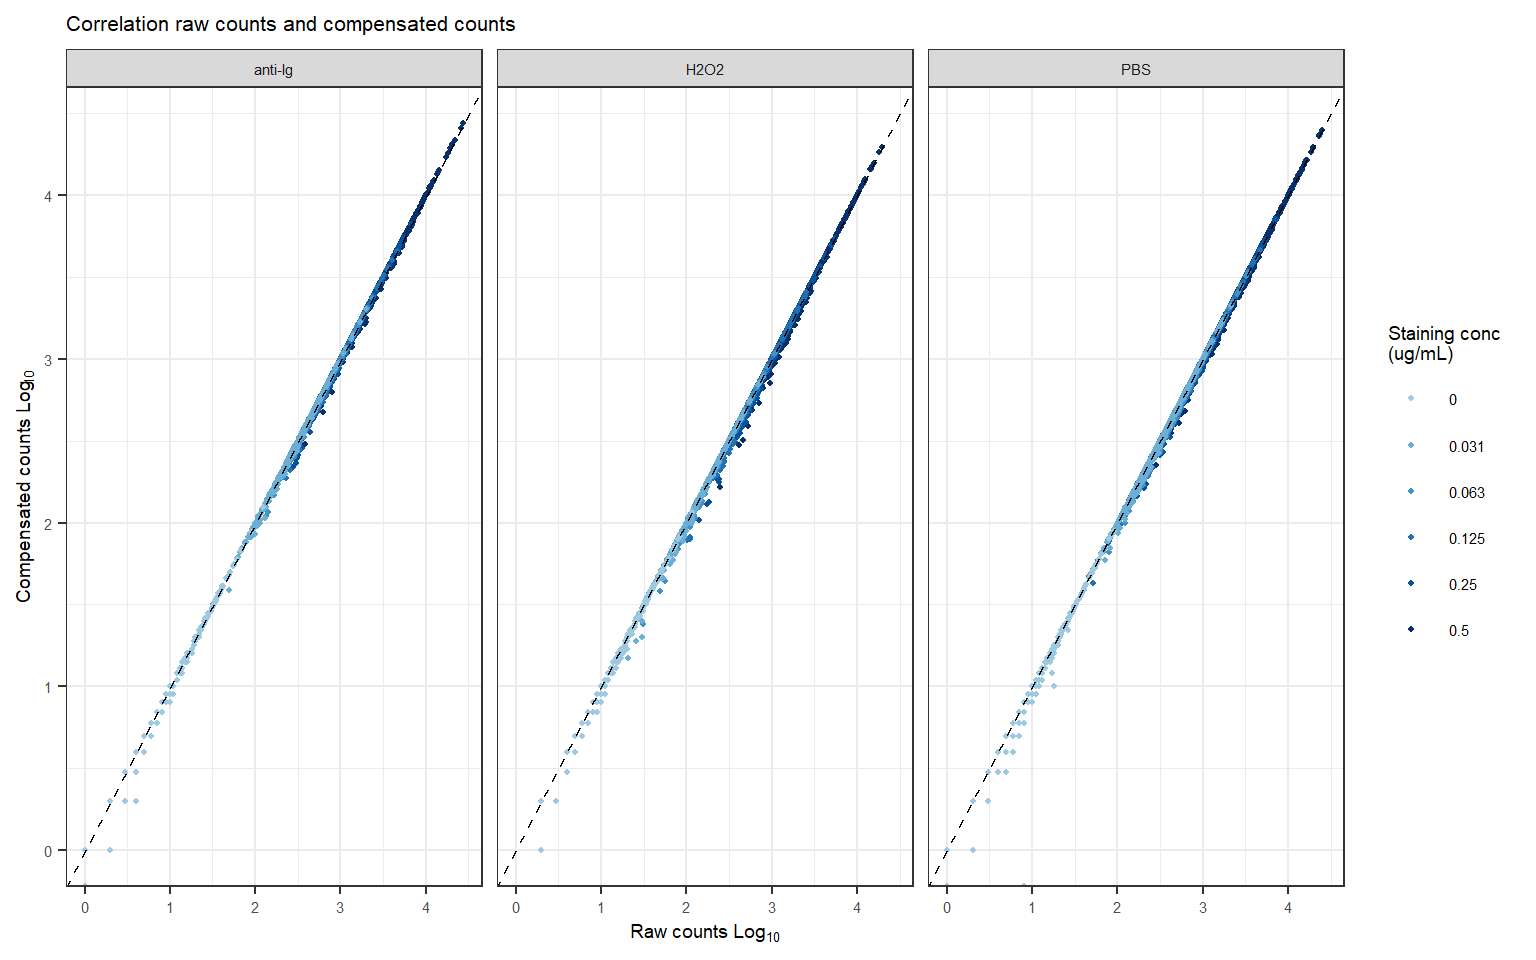 Correlation raw counts and compensated counts
anti-Ig
H2O2
PBS
Compensated counts Log10
4
3
2
1
0
0 1 2 3 4
0 1 2 3 4
0 1 2 3 4
Raw counts Log10
Staining conc
(ug/mL)
0
0.031
0.063
0.125
0.25
0.5